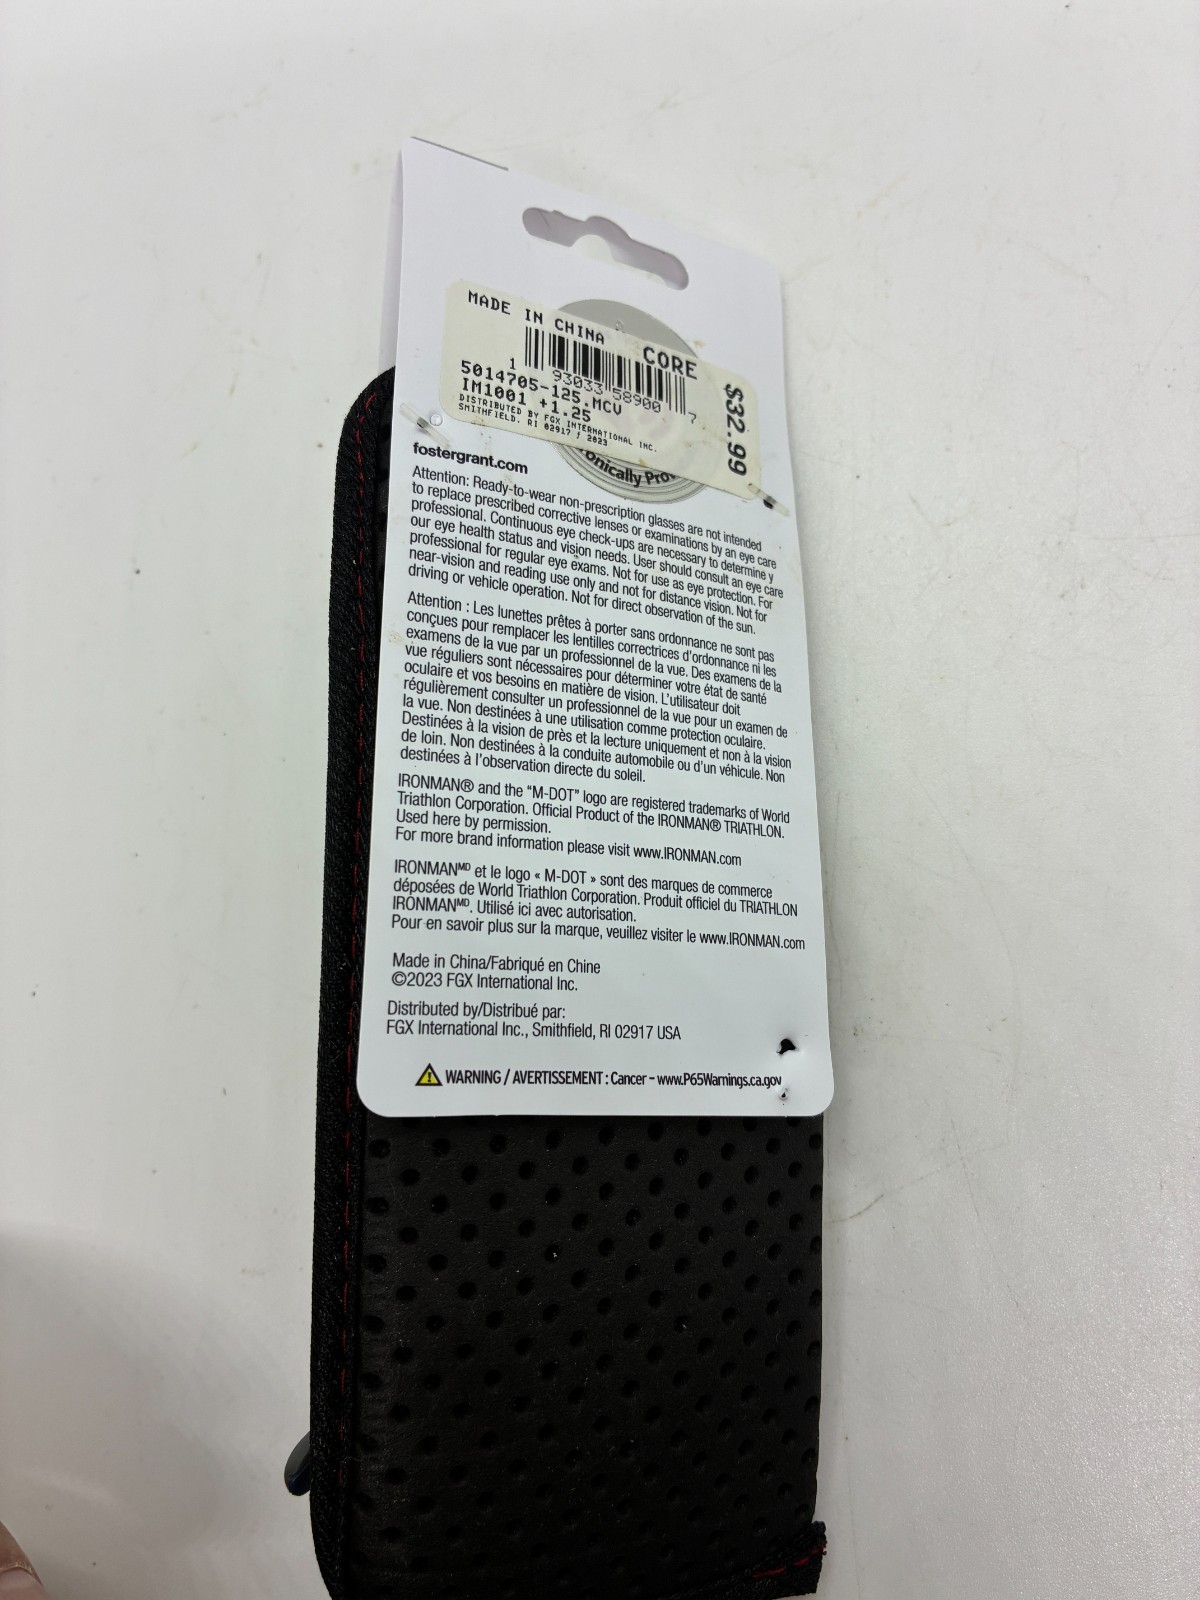 MADE IN CHINA
CORE
1 93033 58900 7
$32.99
5014705-125.MCV
IM1001 +1.25
DISTRIBUTED BY FGX INTERNATIONAL INC.
SMITHFIELD, RI 02917 / 2023
onically Pro
fostergrant.com
Attention: Ready-to-wear non-prescription glasses are not intended
to replace prescribed corrective lenses or examinations by an eye care
professional. Continuous eye check-ups are necessary to determine y
our eye health status and vision needs. User should consult an eye care
professional for regular eye exams. Not for use as eye protection. For
near-vision and reading use only and not for distance vision. Not for
driving or vehicle operation. Not for direct observation of the sun.
Attention : Les lunettes prêtes à porter sans ordonnance ne sont pas
conçues pour remplacer les lentilles correctrices d'ordonnance ni les
examens de la vue par un professionnel de la vue. Des examens de la
vue réguliers sont nécessaires pour déterminer votre état de santé
oculaire et vos besoins en matière de vision. L'utilisateur doit
régulièrement consulter un professionnel de la vue pour un examen de
la vue. Non destinées à une utilisation comme protection oculaire.
Destinées à la vision de près et la lecture uniquement et non à la vision
de loin. Non destinées à la conduite automobile ou d'un véhicule. Non
destinées à l'observation directe du soleil.
IRONMAN® and the "M-DOT" logo are registered trademarks of World
Triathlon Corporation. Official Product of the IRONMAN® TRIATHLON.
Used here by permission.
For more brand information please visit www.IRONMAN.com
IRONMANᴹᴰ et le logo « M-DOT » sont des marques de commerce
déposées de World Triathlon Corporation. Produit officiel du TRIATHLON
IRONMANᴹᴰ. Utilisé ici avec autorisation.
Pour en savoir plus sur la marque, veuillez visiter le www.IRONMAN.com
Made in China/Fabriqué en Chine
©2023 FGX International Inc.
Distributed by/Distribué par:
FGX International Inc., Smithfield, RI 02917 USA
WARNING / AVERTISSEMENT : Cancer – www.P65Warnings.ca.gov